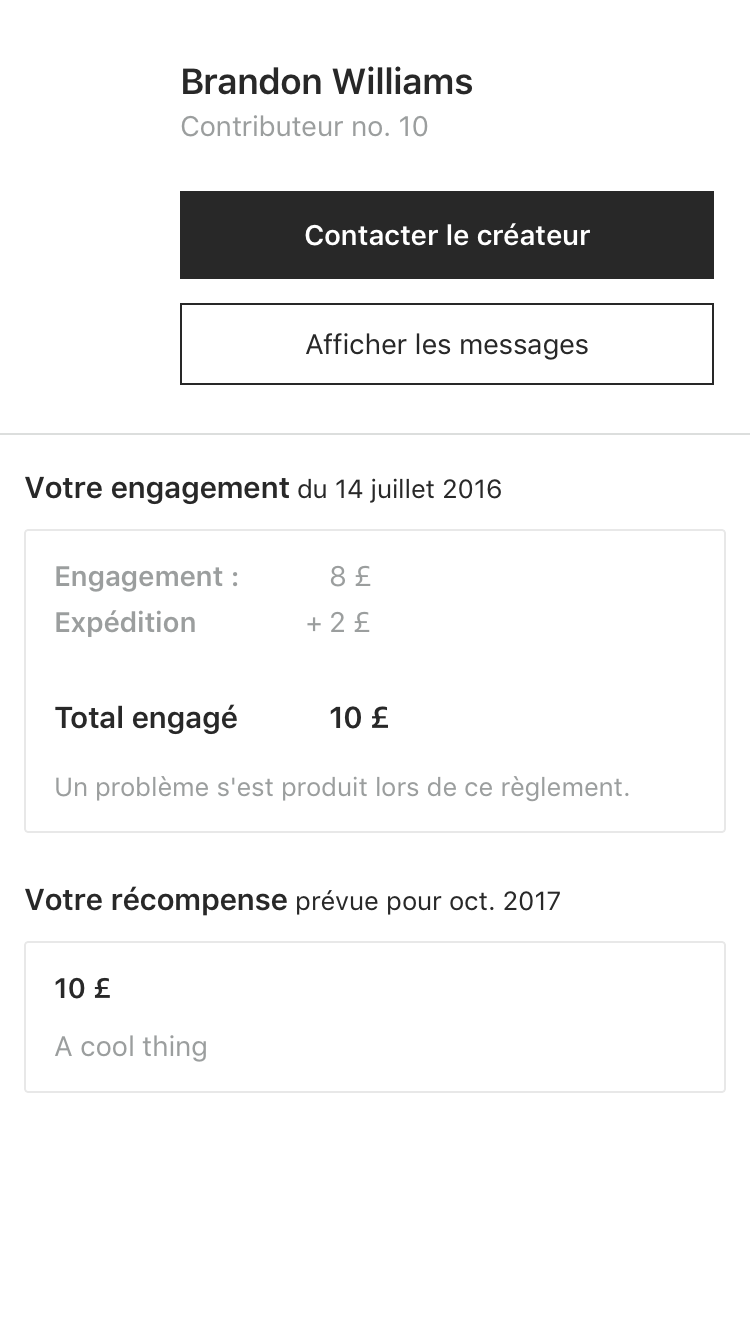 Brandon Williams
Contributeur no. 10
Contacter le créateur
Afficher les messages
Votre engagement du 14 juillet 2016
Engagement : 8 £
Expédition + 2 £
Total engagé 10 £
Un problème s'est produit lors de ce règlement.
Votre récompense prévue pour oct. 2017
10 £
A cool thing